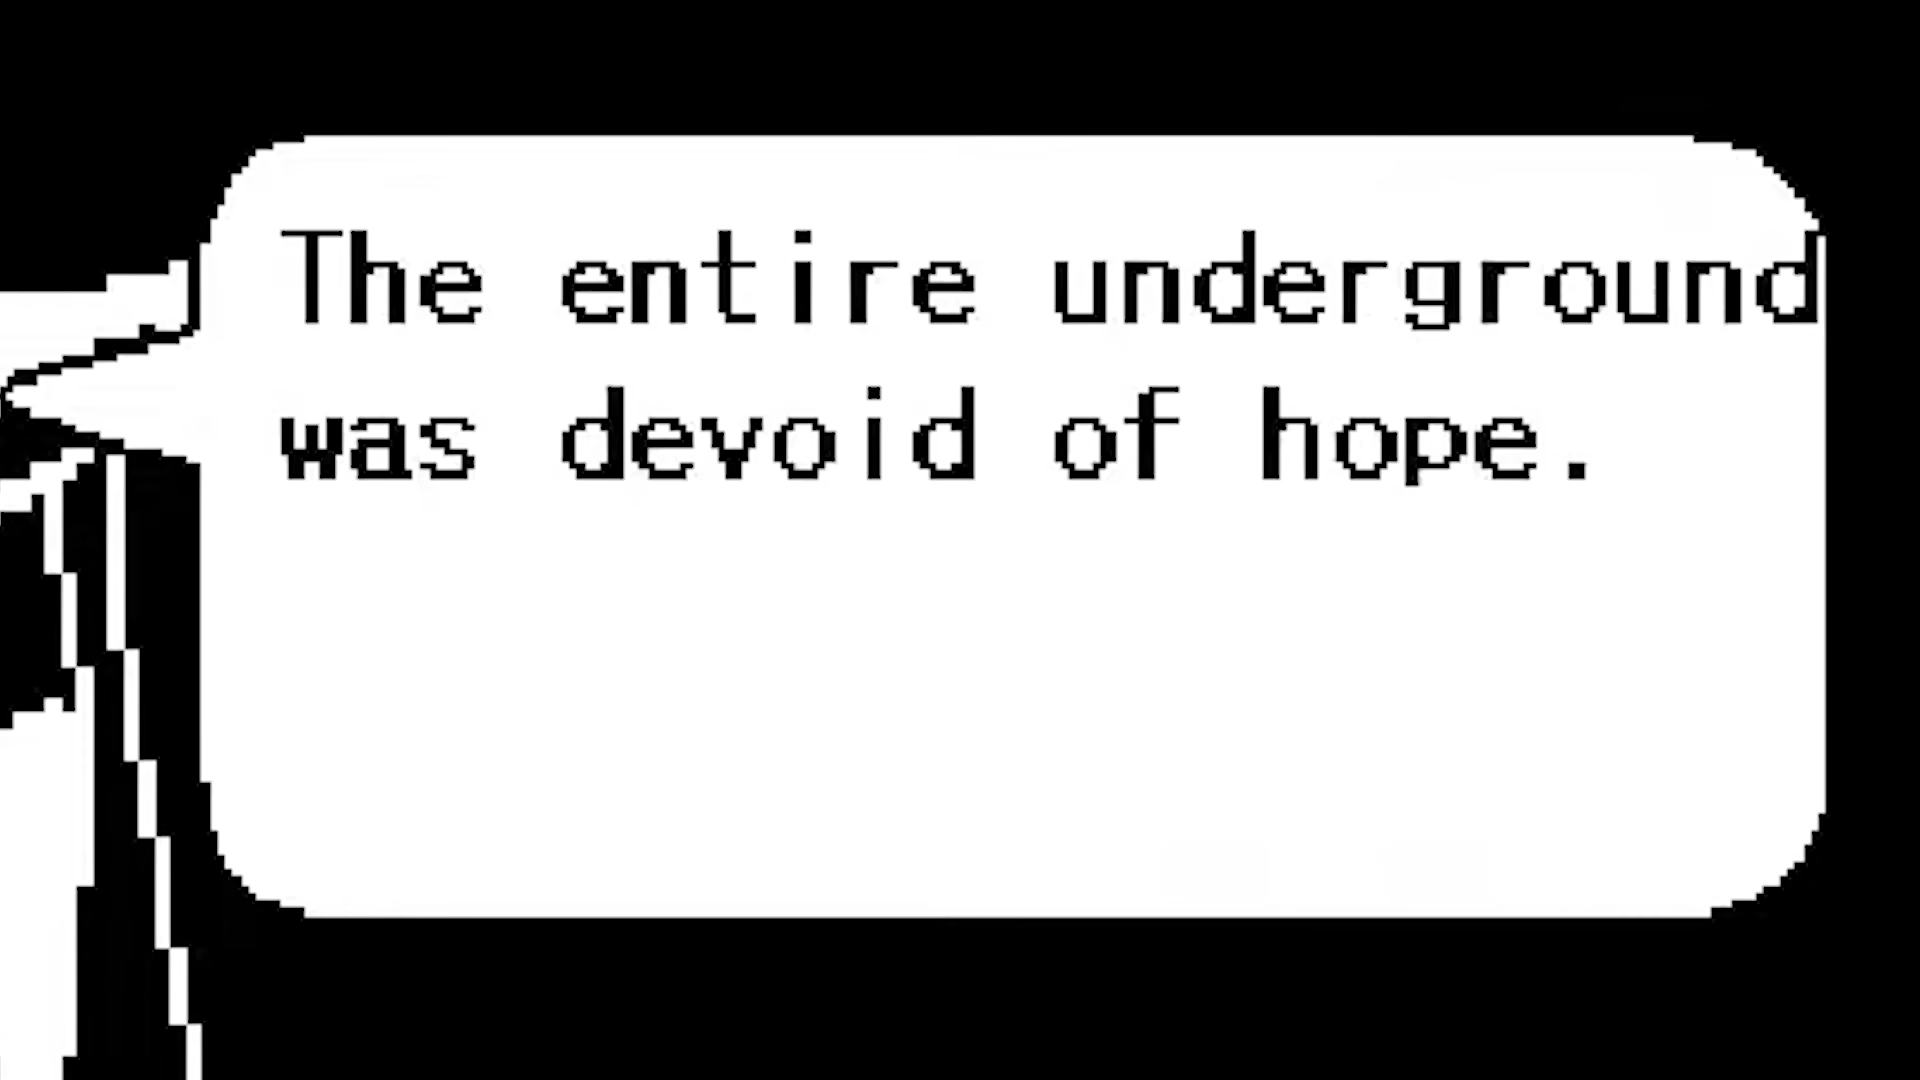 The entire underground
was devoid of hope.